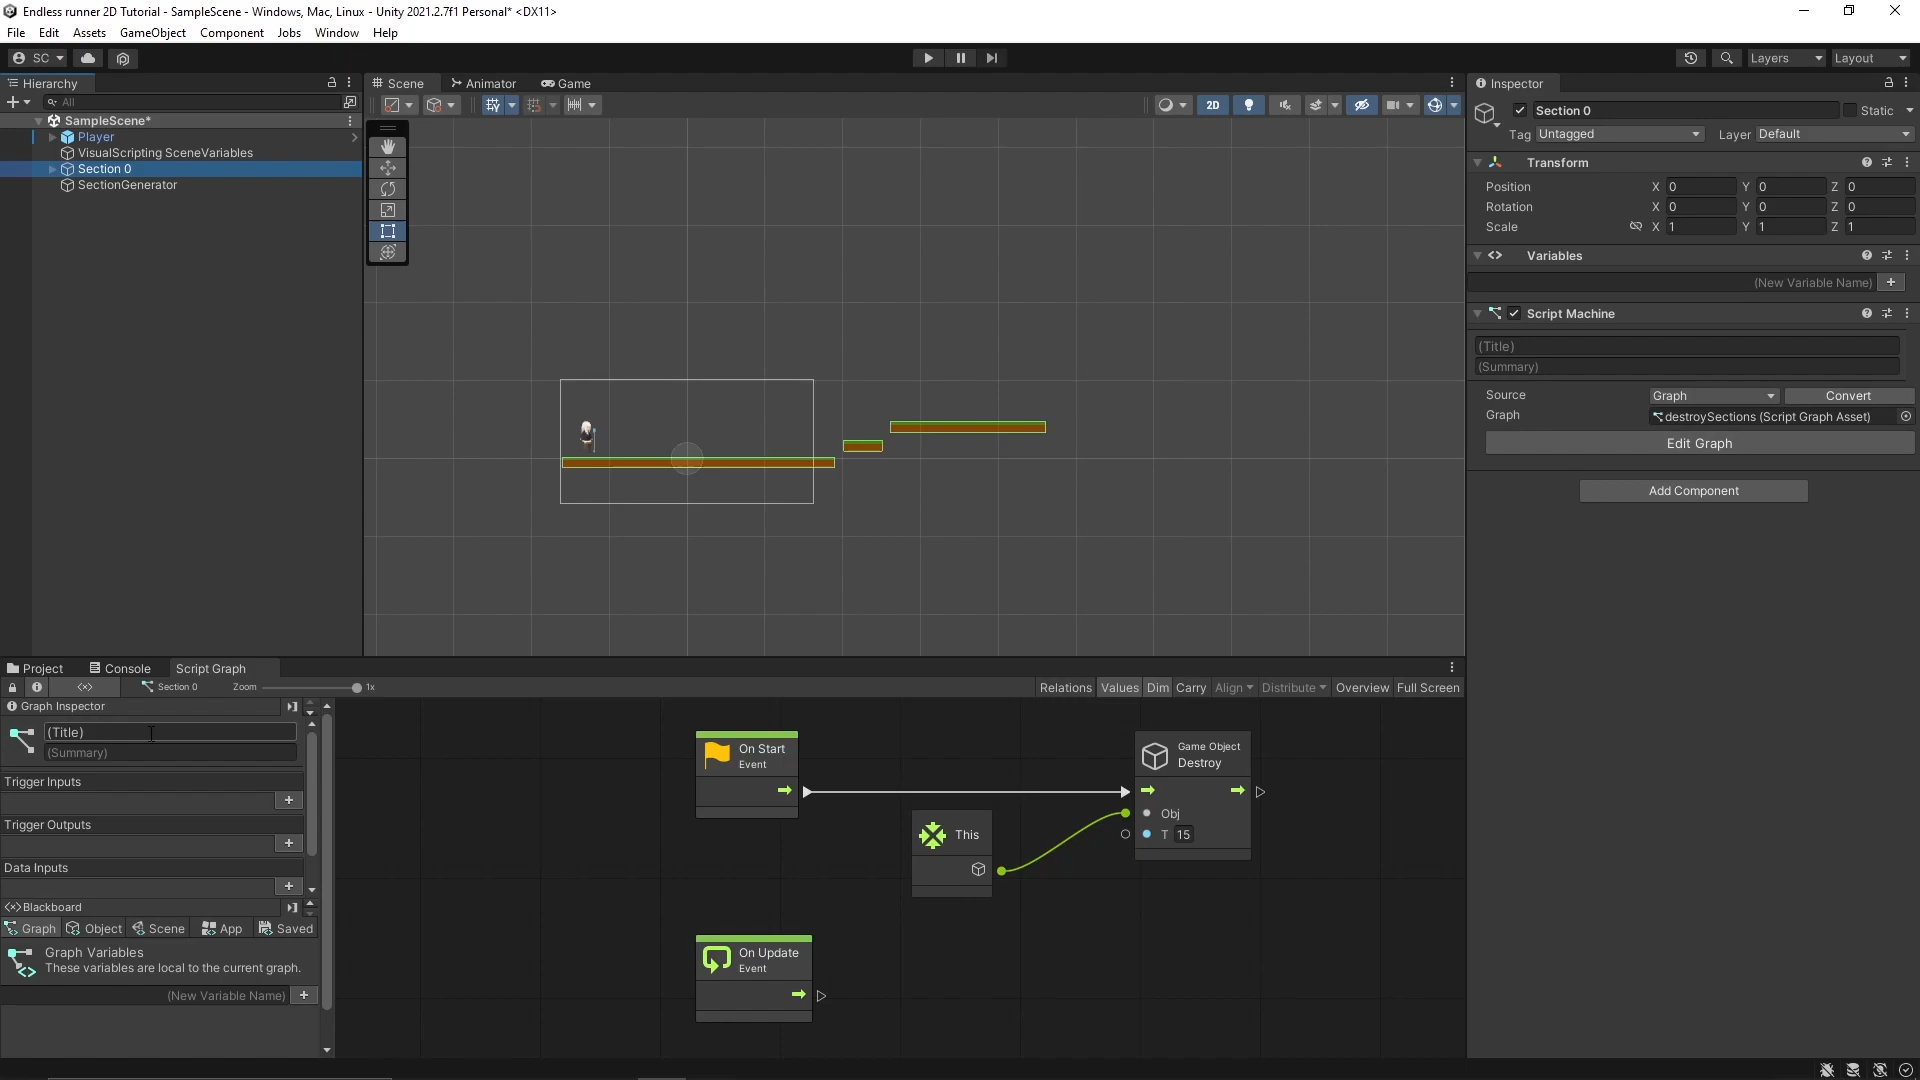 Endless runner 2D Tutorial - SampleScene - Windows, Mac, Linux - Unity 2021.2.7f1 Personal* <DX11>
File Edit Assets GameObject Component Jobs Window Help
SC Layers Layout
Hierarchy
All
SampleScene*
Player
VisualScripting SceneVariables
Section 0
SectionGenerator
Scene Animator Game
2D
Inspector
Section 0 Static
Tag Untagged Layer Default
Transform
Position X 0 Y 0 Z 0
Rotation X 0 Y 0 Z 0
Scale X 1 Y 1 Z 1
Variables
(New Variable Name)
Script Machine
(Title)
(Summary)
Source Graph Convert
Graph destroySections (Script Graph Asset)
Edit Graph
Add Component
Project Console Script Graph
Section 0 Zoom 1x Relations Values Dim Carry Align Distribute Overview Full Screen
Graph Inspector
(Title)
(Summary)
Trigger Inputs
Trigger Outputs
Data Inputs
Blackboard
Graph Object Scene App Saved
Graph Variables
These variables are local to the current graph.
(New Variable Name)
On Start
Event
This
Game Object
Destroy
Obj
T 15
On Update
Event